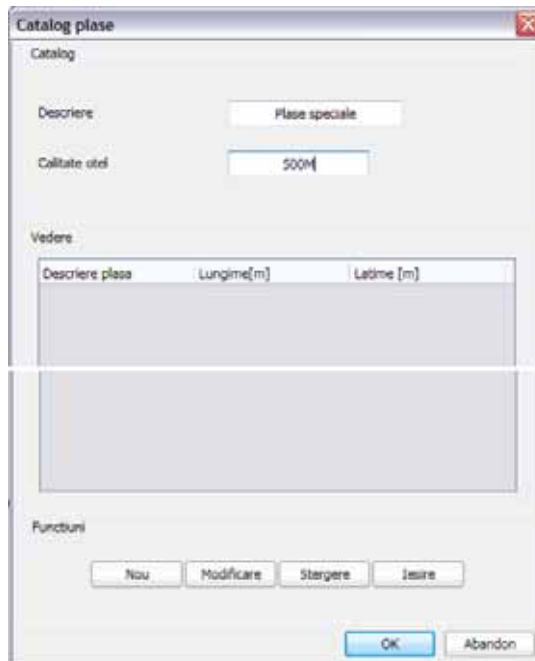 Catalog plase
Catalog
Descriere Plase speciale
Calitate otel 500M
Vedere
Descriere plasa Lungime[m] Latime [m]
Functiuni
Nou Modificare Stergere Iesire
OK Abandon